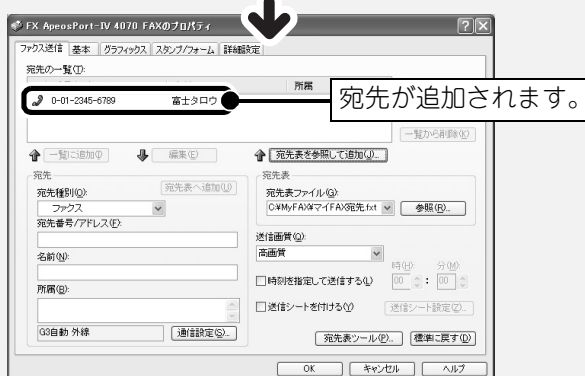 FX ApeosPort-IV 4070 FAXのプロパティ
ファクス送信 基本 グラフィックス スタンプ/フォーム 詳細設定
宛先の一覧(T):
所属
0-01-2345-6789 富士タロウ
宛先が追加されます。
一覧から削除(K)
一覧に追加(I) 編集(E) 宛先表を参照して追加(J)...
宛先
宛先種別(O): 宛先表へ追加(U)
ファクス
宛先番号/アドレス(F):
名前(N):
所属(B):
G3自動 外線 通信設定(S)...
宛先表
宛先表ファイル(G):
C:¥MyFAX¥マイFAX宛先.fxt 参照(R)...
送信画質(Q):
高画質
時(H) 分(M)
時刻を指定して送信する(L) 00 : 00
送信シートを付ける(Y) 送信シート設定(Z)...
宛先表ツール(P)... 標準に戻す(D)
OK キャンセル ヘルプ